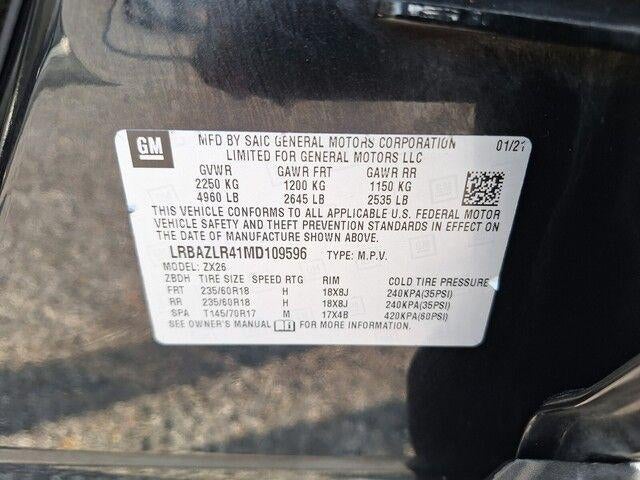 GM
MFD BY SAIC GENERAL MOTORS CORPORATION 01/21
LIMITED FOR GENERAL MOTORS LLC
GVWR GAWR FRT GAWR RR
2250 KG 1200 KG 1150 KG
4960 LB 2645 LB 2535 LB
THIS VEHICLE CONFORMS TO ALL APPLICABLE U.S. FEDERAL MOTOR
VEHICLE SAFETY AND THEFT PREVENTION STANDARDS IN EFFECT ON
THE DATE OF MANUFACTURE SHOWN ABOVE.
LRBAZLR41MD109596 TYPE: M.P.V.
MODEL: ZX26
ZBDH TIRE SIZE SPEED RTG RIM COLD TIRE PRESSURE
FRT 235/60R18 H 18X8J 240KPA(35PSI)
RR 235/60R18 H 18X8J 240KPA(35PSI)
SPA T145/70R17 M 17X4B 420KPA(60PSI)
SEE OWNER'S MANUAL FOR MORE INFORMATION.